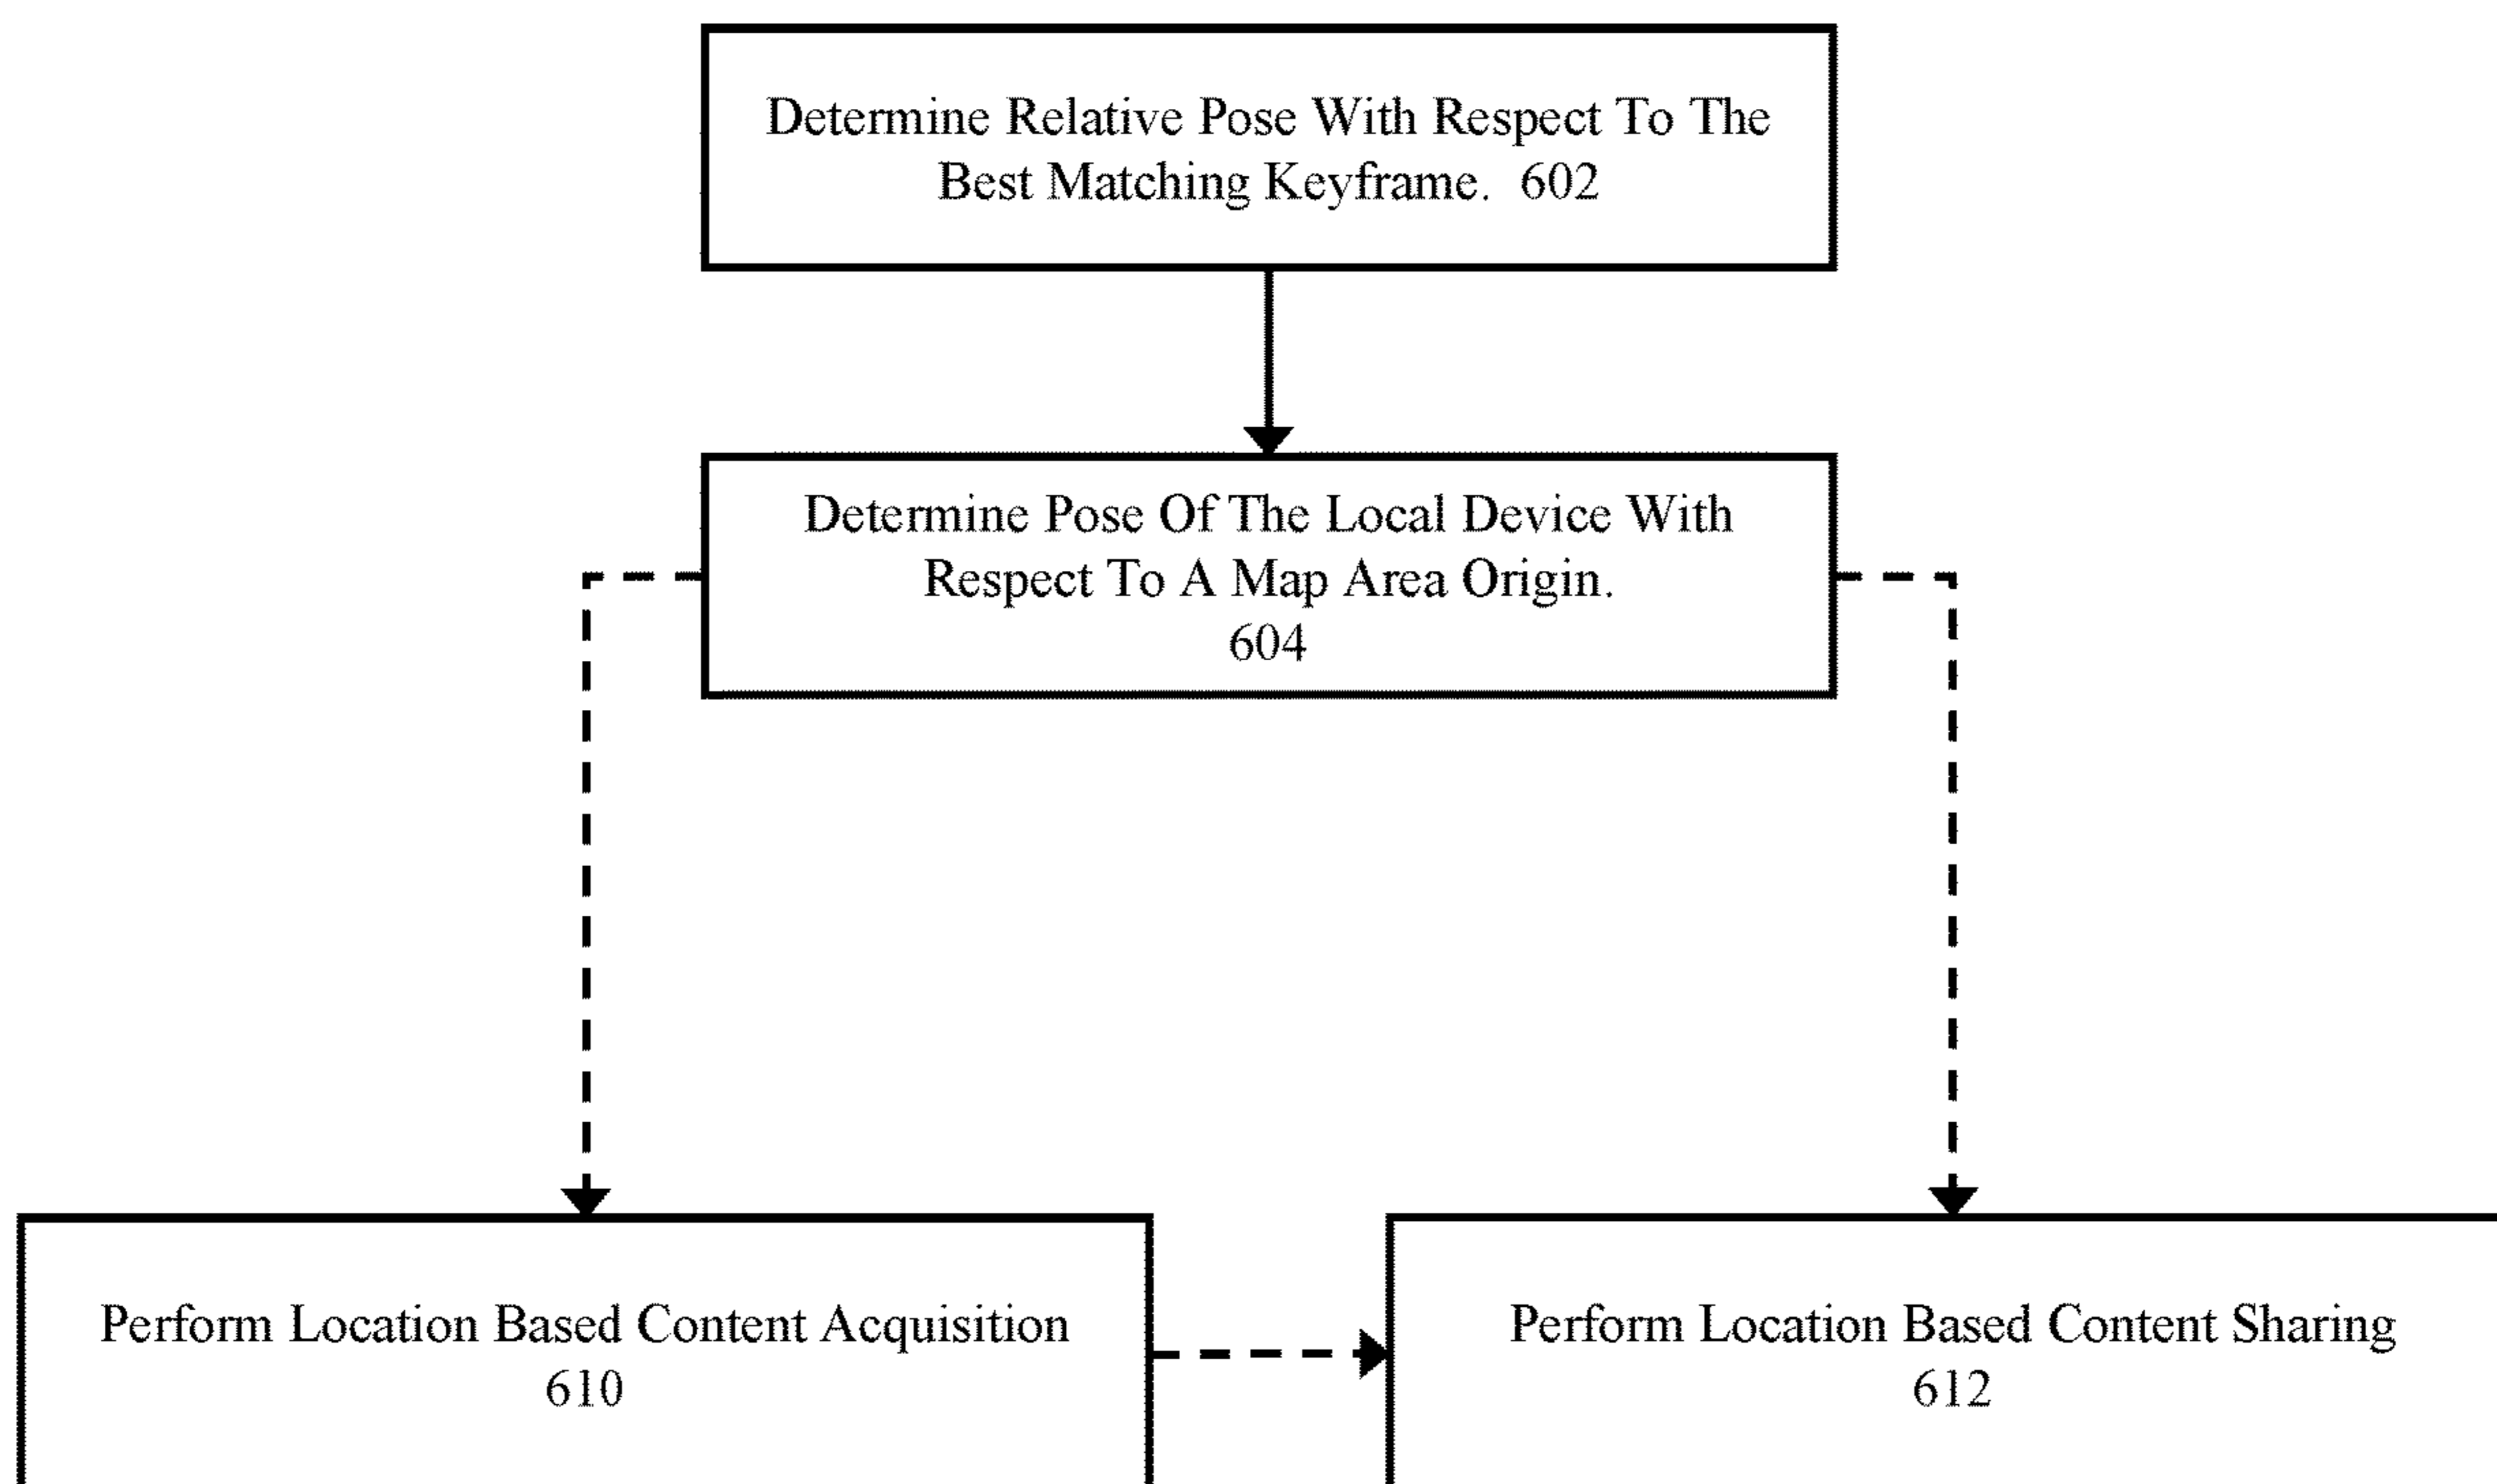 Determine Relative Pose With Respect To The
Best Matching Keyframe. 602
Determine Pose Of The Local Device With
Respect To A Map Area Origin.
604
Perform Location Based Content Acquisition
610
Perform Location Based Content Sharing
612